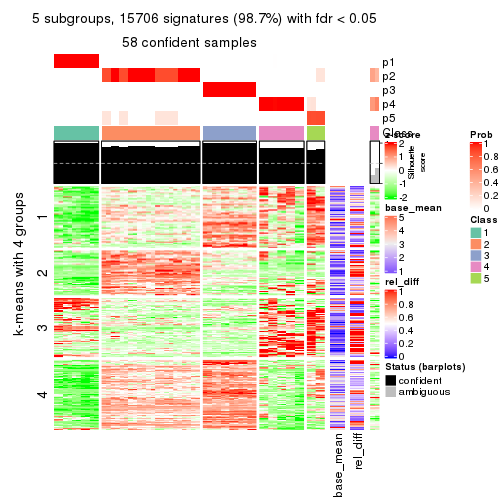 5 subgroups, 15706 signatures (98.7%) with fdr < 0.05
58 confident samples
p1
p2
p3
p4
p5
Class
Silhouette
score
k-means with 4 groups
1
2
3
4
base_mean
rel_diff
z-score
2
1
0
-1
-2
base_mean
5
4
3
2
1
rel_diff
1
0.8
0.6
0.4
0.2
0
Status (barplots)
confident
ambiguous
Prob
1
0.8
0.6
0.4
0.2
0
Class
1
2
3
4
5